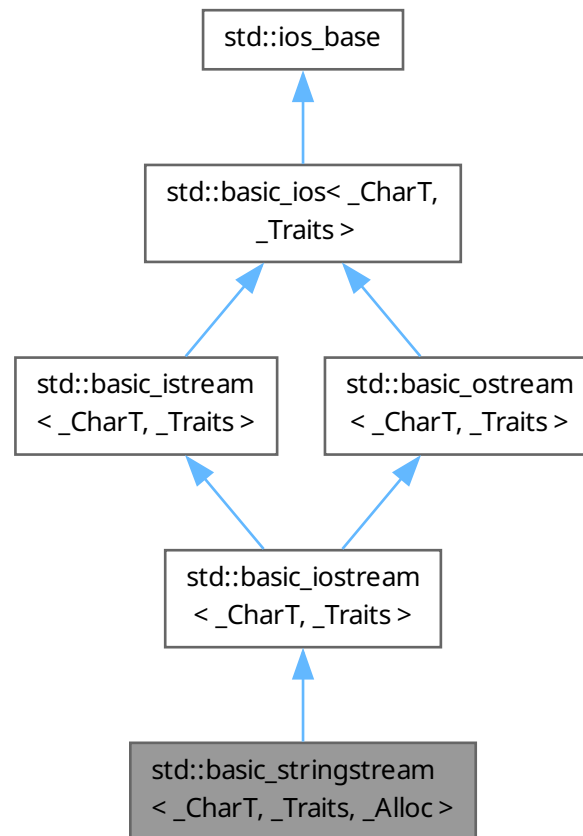 std::ios_base
std::basic_ios< _CharT,
_Traits >
std::basic_istream
< _CharT, _Traits >
std::basic_ostream
< _CharT, _Traits >
std::basic_iostream
< _CharT, _Traits >
std::basic_stringstream
< _CharT, _Traits, _Alloc >